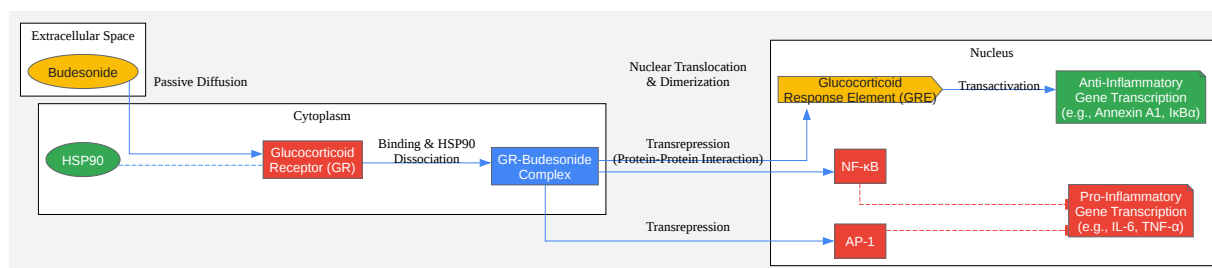 Extracellular Space
Budesonide
Passive Diffusion
Cytoplasm
HSP90
Glucocorticoid
Receptor (GR)
Binding & HSP90
Dissociation
GR-Budesonide
Complex
Nuclear Translocation
& Dimerization
Transrepression
(Protein-Protein Interaction)
Transrepression
Nucleus
Glucocorticoid
Response Element (GRE)
Transactivation
Anti-Inflammatory
Gene Transcription
(e.g., Annexin A1, IκBα)
NF-κB
AP-1
Pro-Inflammatory
Gene Transcription
(e.g., IL-6, TNF-α)